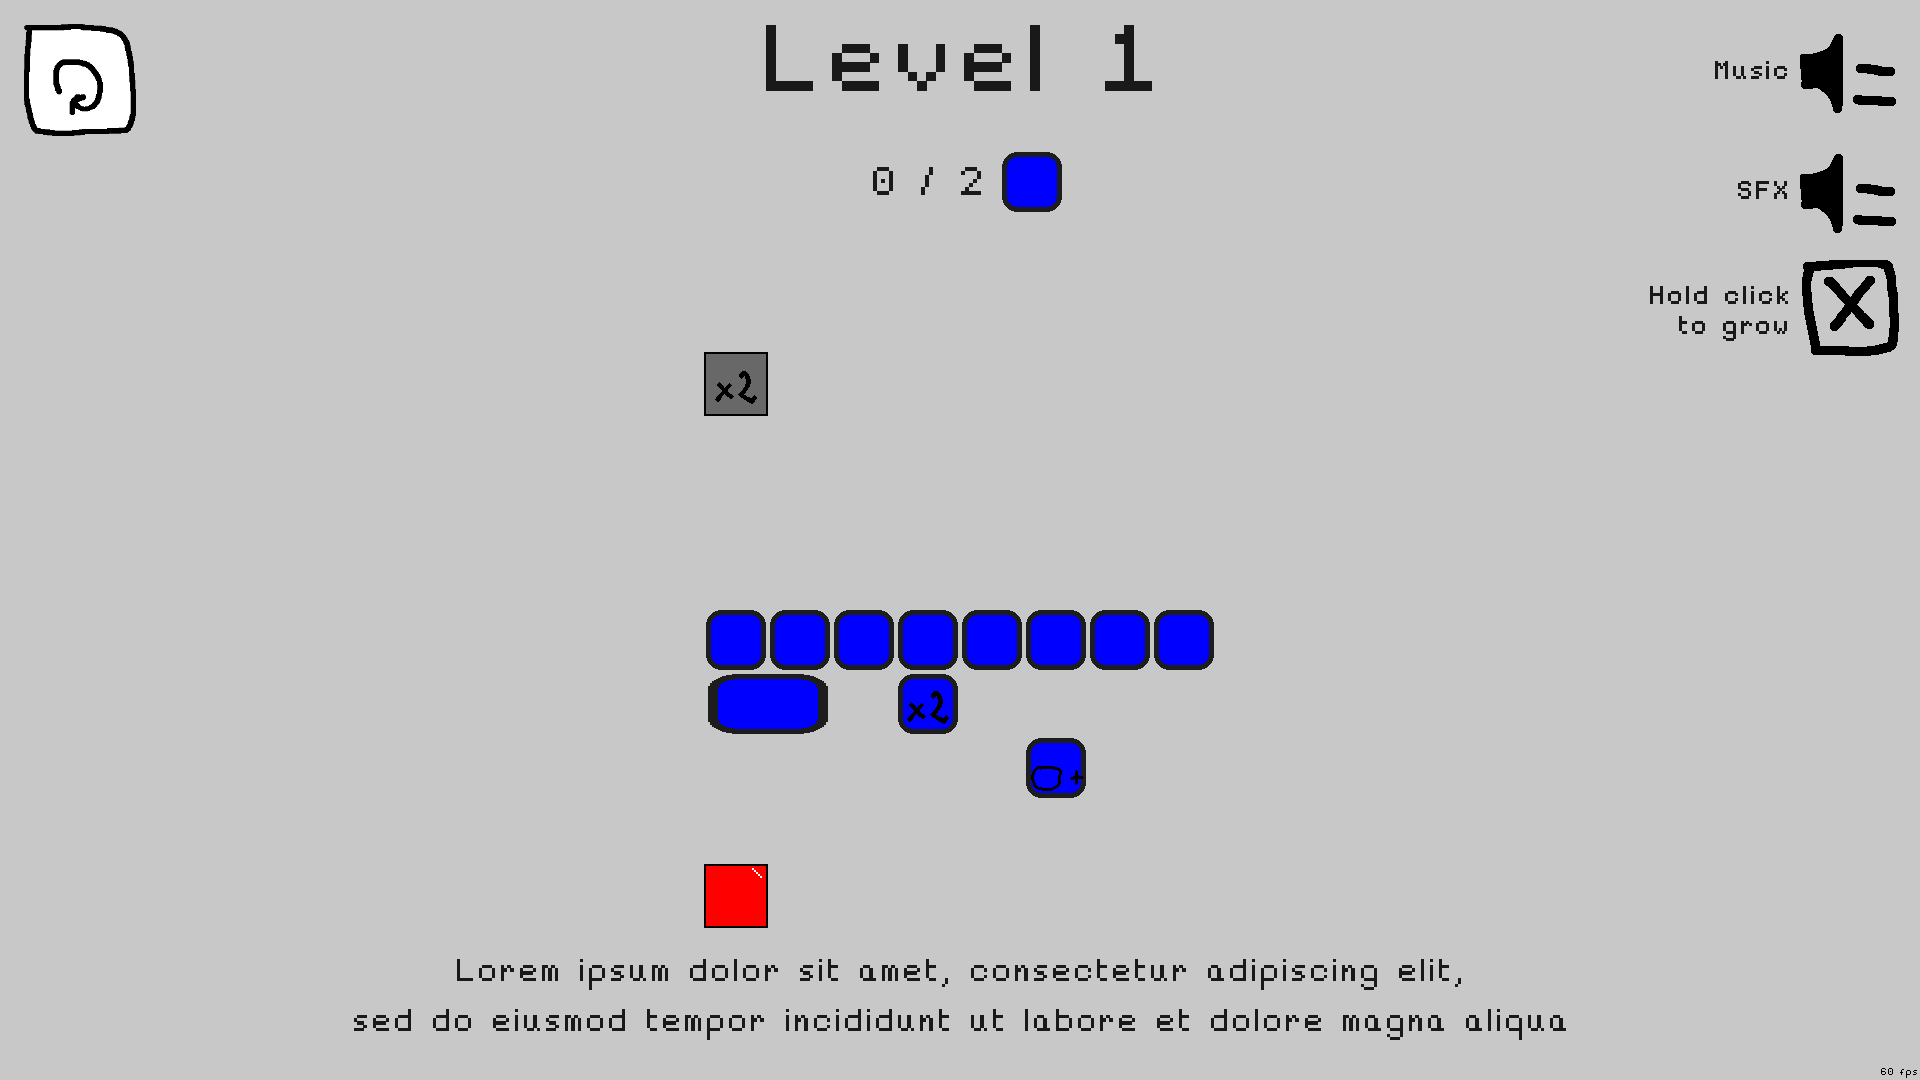 Level 1
Music
0 / 2
SFX
Hold click
to grow
x2
x2
+
Lorem ipsum dolor sit amet, consectetur adipiscing elit,
sed do eiusmod tempor incididunt ut labore et dolore magna aliqua
60 fps